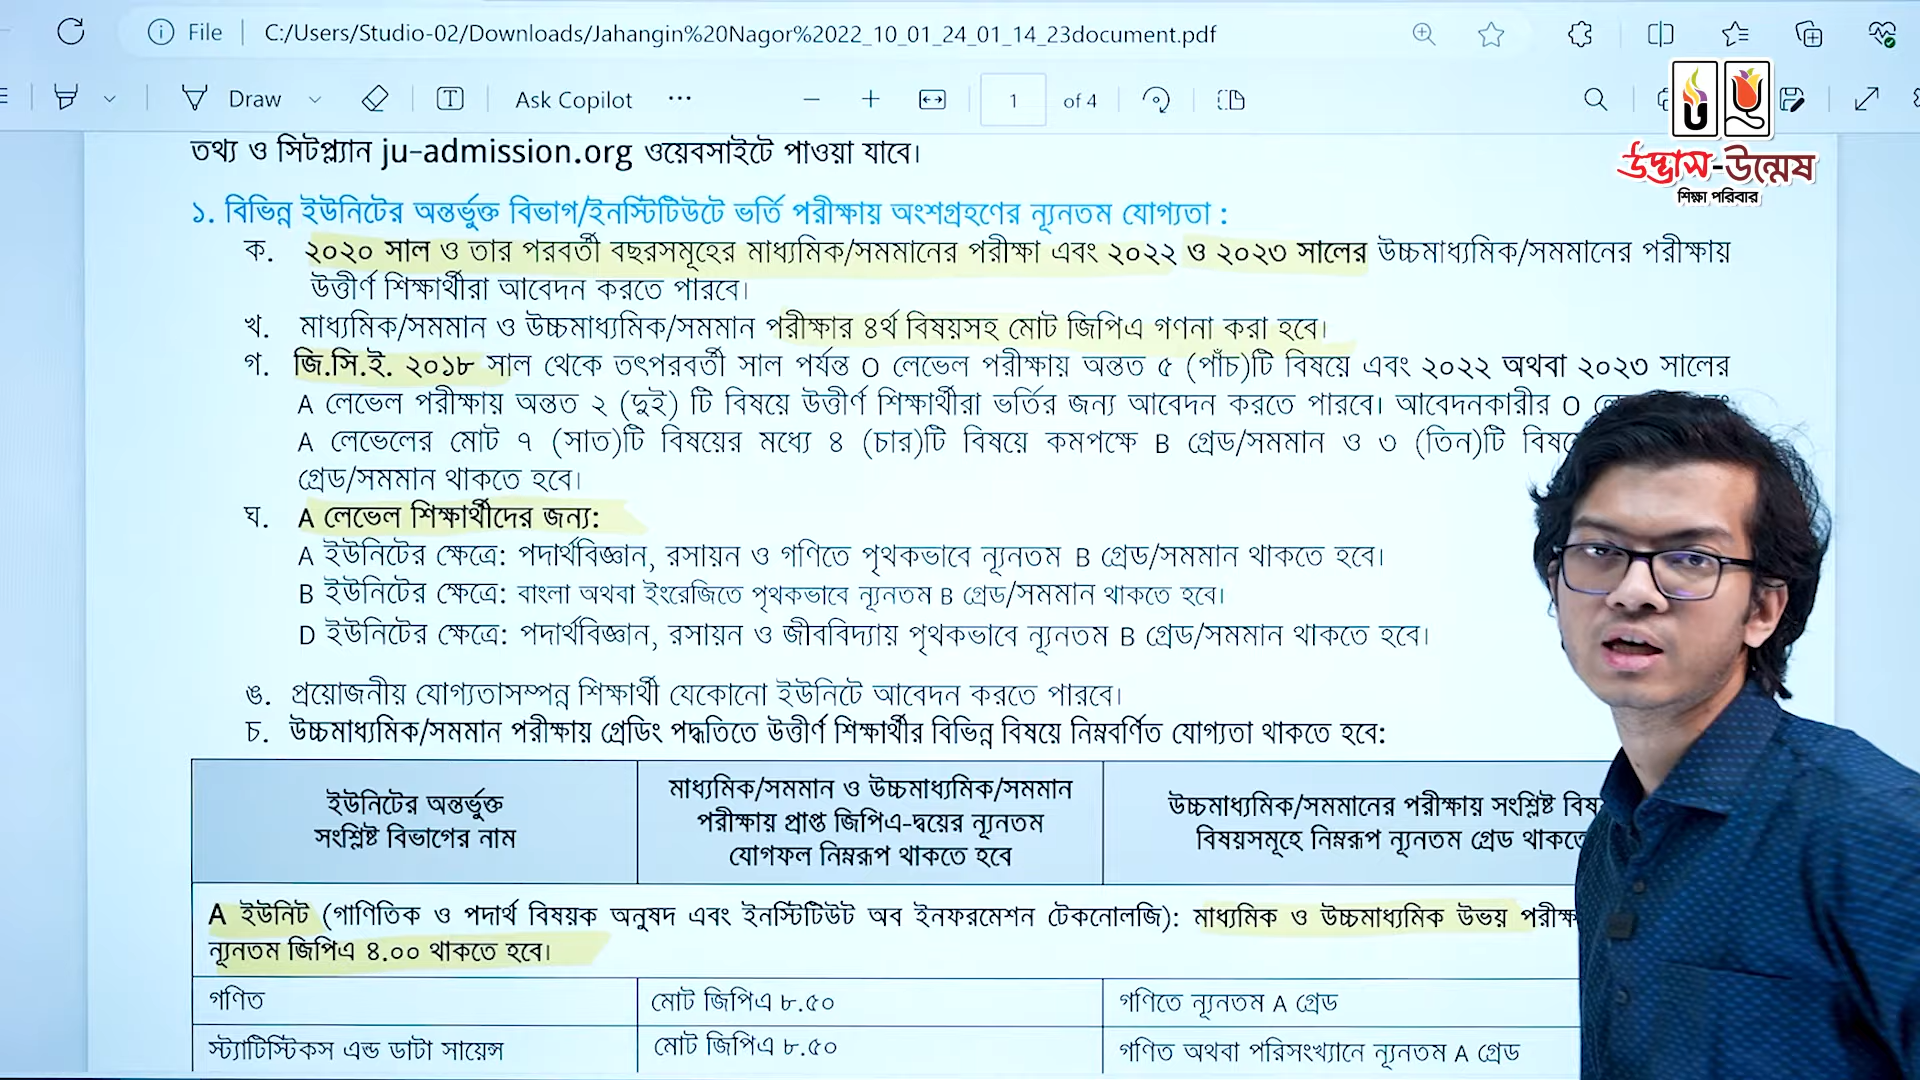 File
C:/Users/Studio-02/Downloads/Jahangin%20Nagor%2022_10_01_24_01_14_23document.pdf
Draw
Ask Copilot
1 of 4
উদ্ভাস-উন্মেষ
শিক্ষা পরিবার
তথ্য ও সিটপ্ল্যান ju-admission.org ওয়েবসাইটে পাওয়া যাবে।
১. বিভিন্ন ইউনিটের অন্তর্ভুক্ত বিভাগ/ইনস্টিটিউটে ভর্তি পরীক্ষায় অংশগ্রহণের ন্যূনতম যোগ্যতা :
ক. ২০২০ সাল ও তার পরবর্তী বছরসমূহের মাধ্যমিক/সমমানের পরীক্ষা এবং ২০২২ ও ২০২৩ সালের উচ্চমাধ্যমিক/সমমানের পরীক্ষায়
উত্তীর্ণ শিক্ষার্থীরা আবেদন করতে পারবে।
খ. মাধ্যমিক/সমমান ও উচ্চমাধ্যমিক/সমমান পরীক্ষার ৪র্থ বিষয়সহ মোট জিপিএ গণনা করা হবে।
গ. জি.সি.ই. ২০১৮ সাল থেকে তৎপরবর্তী সাল পর্যন্ত O লেভেল পরীক্ষায় অন্তত ৫ (পাঁচ)টি বিষয়ে এবং ২০২২ অথবা ২০২৩ সালের
A লেভেল পরীক্ষায় অন্তত ২ (দুই) টি বিষয়ে উত্তীর্ণ শিক্ষার্থীরা ভর্তির জন্য আবেদন করতে পারবে। আবেদনকারীর O
A লেভেলের মোট ৭ (সাত)টি বিষয়ের মধ্যে ৪ (চার)টি বিষয়ে কমপক্ষে B গ্রেড/সমমান ও ৩ (তিন)টি
গ্রেড/সমমান থাকতে হবে।
ঘ. A লেভেল শিক্ষার্থীদের জন্য:
A ইউনিটের ক্ষেত্রে: পদার্থবিজ্ঞান, রসায়ন ও গণিতে পৃথকভাবে ন্যূনতম B গ্রেড/সমমান থাকতে হবে।
B ইউনিটের ক্ষেত্রে: বাংলা অথবা ইংরেজিতে পৃথকভাবে ন্যূনতম B গ্রেড/সমমান থাকতে হবে।
D ইউনিটের ক্ষেত্রে: পদার্থবিজ্ঞান, রসায়ন ও জীববিদ্যায় পৃথকভাবে ন্যূনতম B গ্রেড/সমমান থাকতে হবে।
ঙ. প্রয়োজনীয় যোগ্যতাসম্পন্ন শিক্ষার্থী যেকোনো ইউনিটে আবেদন করতে পারবে।
চ. উচ্চমাধ্যমিক/সমমান পরীক্ষায় গ্রেডিং পদ্ধতিতে উত্তীর্ণ শিক্ষার্থীর বিভিন্ন বিষয়ে নিম্নবর্ণিত যোগ্যতা থাকতে হবে:
ইউনিটের অন্তর্ভুক্ত
সংশ্লিষ্ট বিভাগের নাম
মাধ্যমিক/সমমান ও উচ্চমাধ্যমিক/সমমান
পরীক্ষায় প্রাপ্ত জিপিএ-দ্বয়ের ন্যূনতম
যোগফল নিম্নরূপ থাকতে হবে
উচ্চমাধ্যমিক/সমমানের পরীক্ষায় সংশ্লিষ্ট
বিষয়সমূহে নিম্নরূপ ন্যূনতম গ্রেড থাকতে
A ইউনিট (গাণিতিক ও পদার্থ বিষয়ক অনুষদ এবং ইনস্টিটিউট অব ইনফরমেশন টেকনোলজি): মাধ্যমিক ও উচ্চমাধ্যমিক উভয়
ন্যূনতম জিপিএ ৪.০০ থাকতে হবে।
গণিত
মোট জিপিএ ৮.৫০
গণিতে ন্যূনতম A গ্রেড
স্ট্যাটিস্টিকস এন্ড ডাটা সায়েন্স
মোট জিপিএ ৮.৫০
গণিত অথবা পরিসংখ্যানে ন্যূনতম A গ্রেড